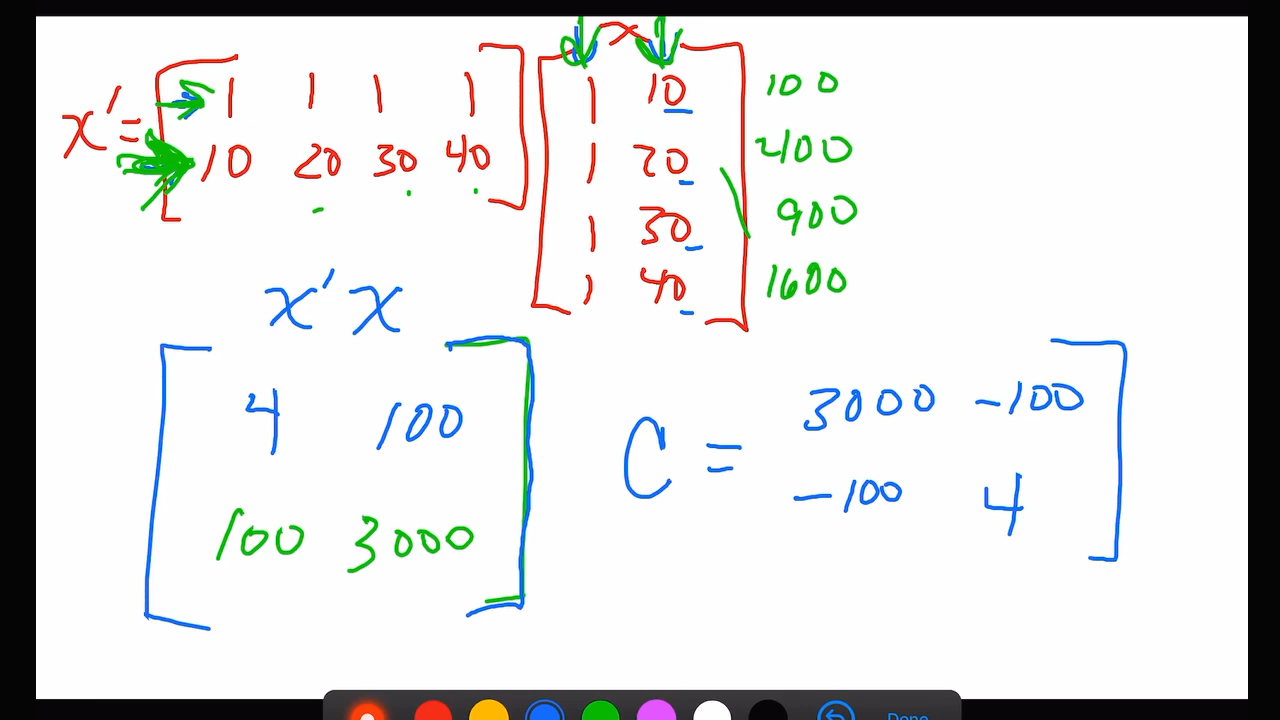 x
x' = 1 1 1 1 1 10 100
10 20 30 40 1 20 400
1 30 900
1 40 1600
x'x
4 100
100 3000
C = 3000 -100
-100 4
Done